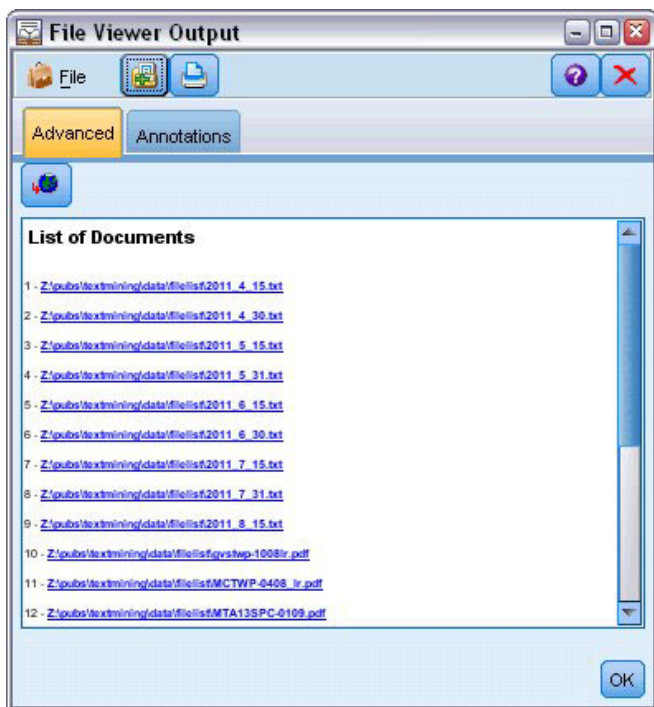 File Viewer Output
File
Advanced
Annotations
List of Documents
1 - Z:\pubs\textmining\data\filelist\2011_4_15.txt
2 - Z:\pubs\textmining\data\filelist\2011_4_30.txt
3 - Z:\pubs\textmining\data\filelist\2011_5_15.txt
4 - Z:\pubs\textmining\data\filelist\2011_5_31.txt
5 - Z:\pubs\textmining\data\filelist\2011_6_15.txt
6 - Z:\pubs\textmining\data\filelist\2011_6_30.txt
7 - Z:\pubs\textmining\data\filelist\2011_7_15.txt
8 - Z:\pubs\textmining\data\filelist\2011_7_31.txt
9 - Z:\pubs\textmining\data\filelist\2011_8_15.txt
10 - Z:\pubs\textmining\data\filelist\gvstwp-1008lr.pdf
11 - Z:\pubs\textmining\data\filelist\MCTWP-0408_lr.pdf
12 - Z:\pubs\textmining\data\filelist\MTA13SPC-0109.pdf
OK